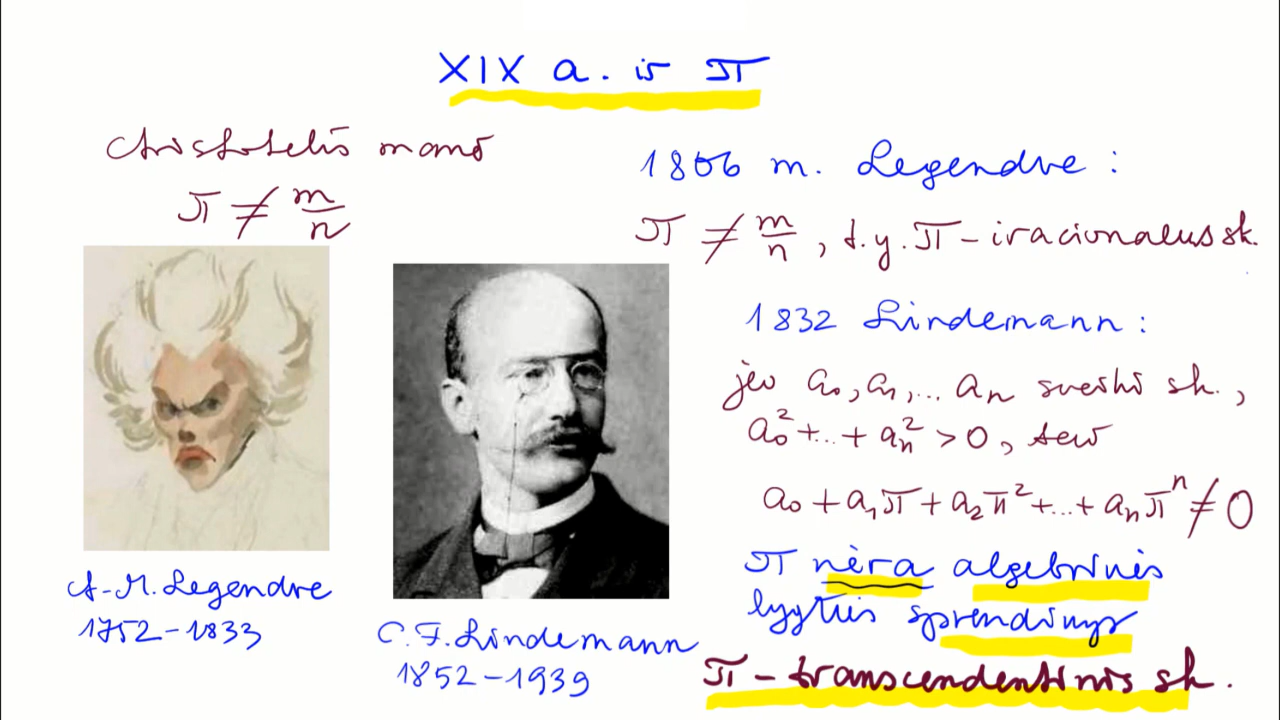 XIX a. ir π
Aristotelis manė
π ≠ m/n
A-M. Legendre
1752-1833
C. F. Lindemann
1852-1939
1806 m. Legendre:
π ≠ m/n, t.y. π - iracionalus sk.
1832 Lindemann:
jei a₀, a₁, ... aₙ sveiki sk.,
a₀² + ... + aₙ² > 0, tai
a₀ + a₁π + a₂π² + ... + aₙπⁿ ≠ 0
π nėra algebrinės
lygties sprendinys
π - transcendentinis sk.